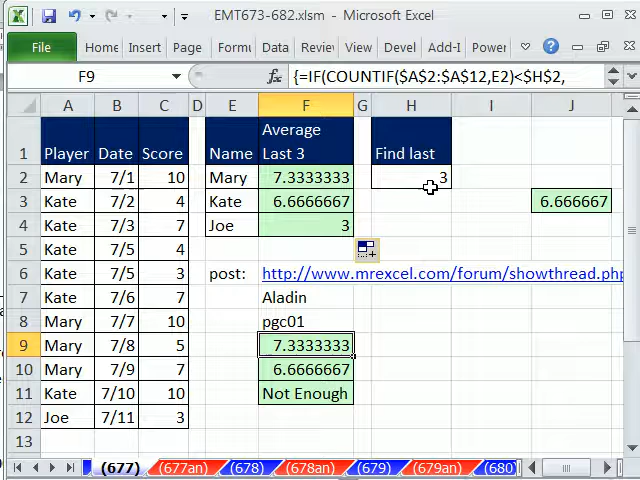 EMT673-682.xlsm - Microsoft Excel
File Home Insert Page Formu Data Reviev View Devel Add-I Power
F9 fx {=IF(COUNTIF($A$2:$A$12,E2)<$H$2,
A B C D E F G H I J
1 Player Date Score Name Average Last 3 Find last
2 Mary 7/1 10 Mary 7.3333333 3
3 Kate 7/2 4 Kate 6.6666667 6.666667
4 Kate 7/3 7 Joe 3
5 Kate 7/4 4
6 Kate 7/5 3 post: http://www.mrexcel.com/forum/showthread.php
7 Kate 7/6 7 Aladin
8 Mary 7/7 10 pgc01
9 Mary 7/8 5 7.3333333
10 Mary 7/9 7 6.6666667
11 Kate 7/10 10 Not Enough
12 Joe 7/11 3
13
(677) (677an) (678) (678an) (679) (679an) (680)